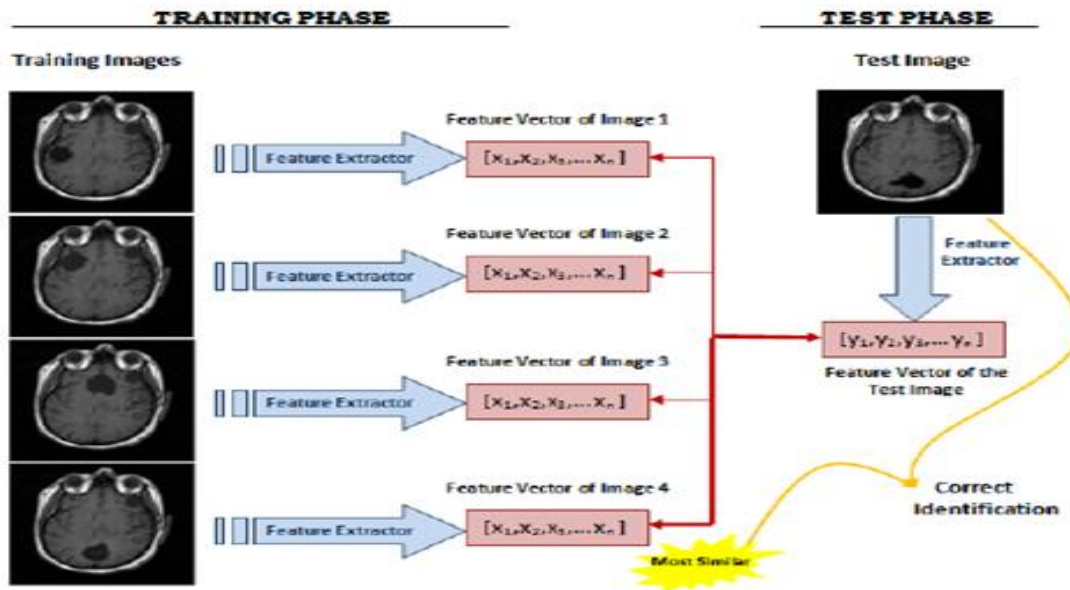 TRAINING PHASE
TEST PHASE
Training Images
Test Image
Feature Vector of Image 1
Feature Extractor
[x₁,x₂,x₃,...xₙ]
Feature Vector of Image 2
Feature Extractor
[x₁,x₂,x₃,...xₙ]
Feature Vector of Image 3
Feature Extractor
[x₁,x₂,x₃,...xₙ]
Feature Vector of Image 4
Feature Extractor
[x₁,x₂,x₃,...xₙ]
Most Similar
Feature
Extractor
[y₁,y₂,y₃,...yₙ]
Feature Vector of the
Test Image
Correct
Identification